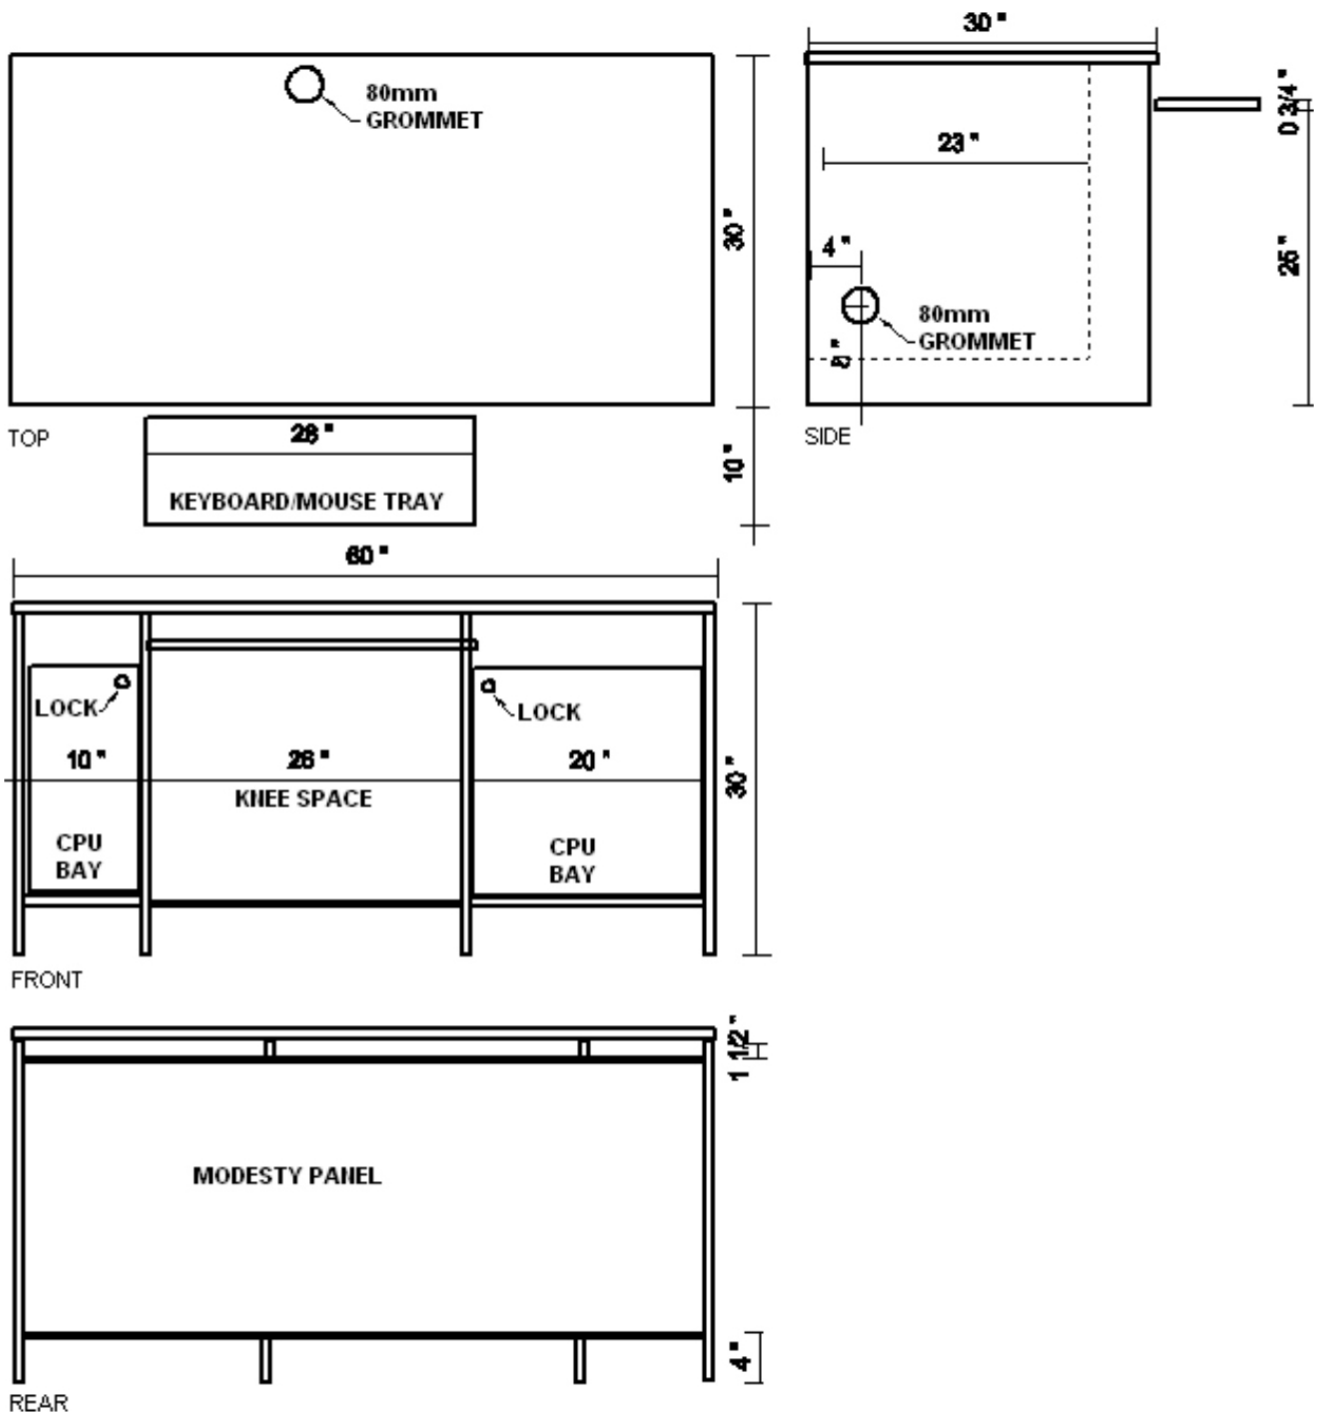 30 "
80mm
GROMMET
30 "
TOP
28 "
KEYBOARD/MOUSE TRAY
10 "
0 3/4 "
23 "
4 "
25 "
80mm
GROMMET
SIDE
60 "
LOCK
LOCK
10 "
26 "
20 "
30 "
KNEE SPACE
CPU
BAY
CPU
BAY
FRONT
1 1/2 "
MODESTY PANEL
4 "
REAR